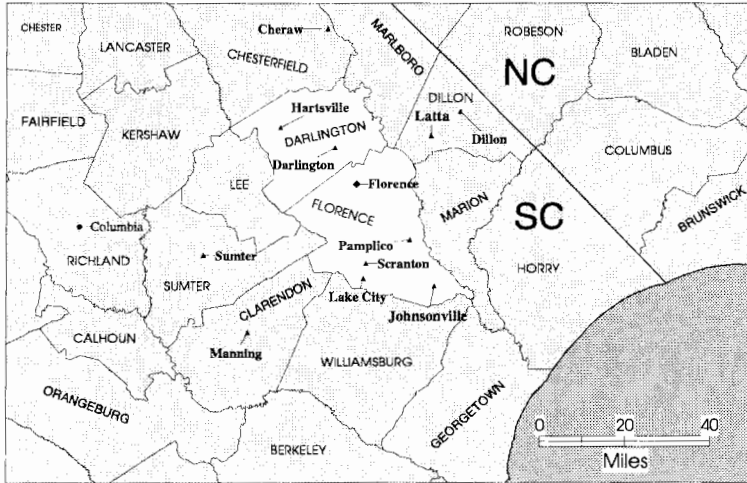 CHESTER
LANCASTER
Cheraw
CHESTERFIELD
MARLBORO
ROBESON
NC
BLADEN
FAIRFIELD
KERSHAW
Hartsville
DARLINGTON
Darlington
DILLON
Latta
Dillon
COLUMBUS
LEE
Florence
FLORENCE
MARION
SC
BRUNSWICK
Columbia
RICHLAND
Sumter
SUMTER
Pamplico
Scranton
HORRY
CLARENDON
Lake City
Johnsonville
CALHOUN
Manning
WILLIAMSBURG
ORANGEBURG
GEORGETOWN
BERKELEY
0 20 40
Miles